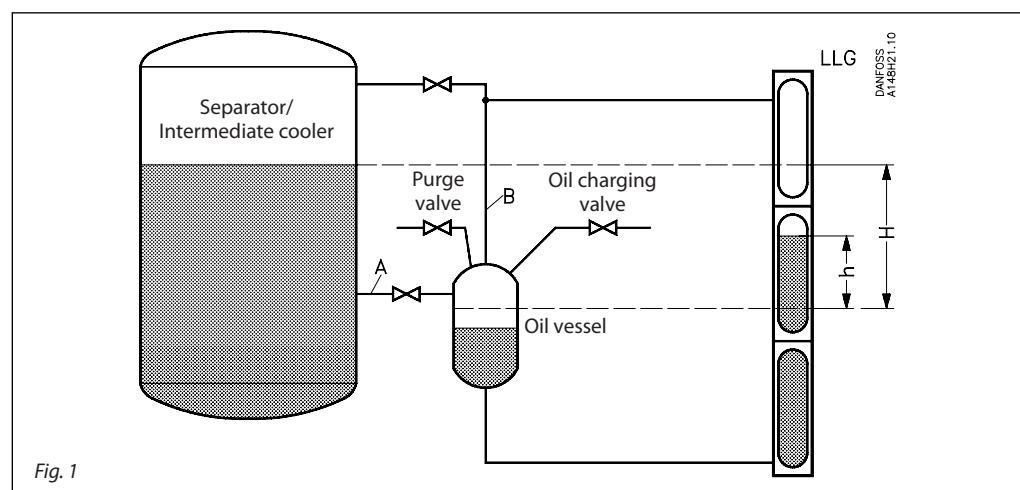 LLG
DANFOSS
A148H21.10
Separator/
Intermediate cooler
Purge
valve
B
Oil charging
valve
H
h
A
Oil vessel
Fig. 1